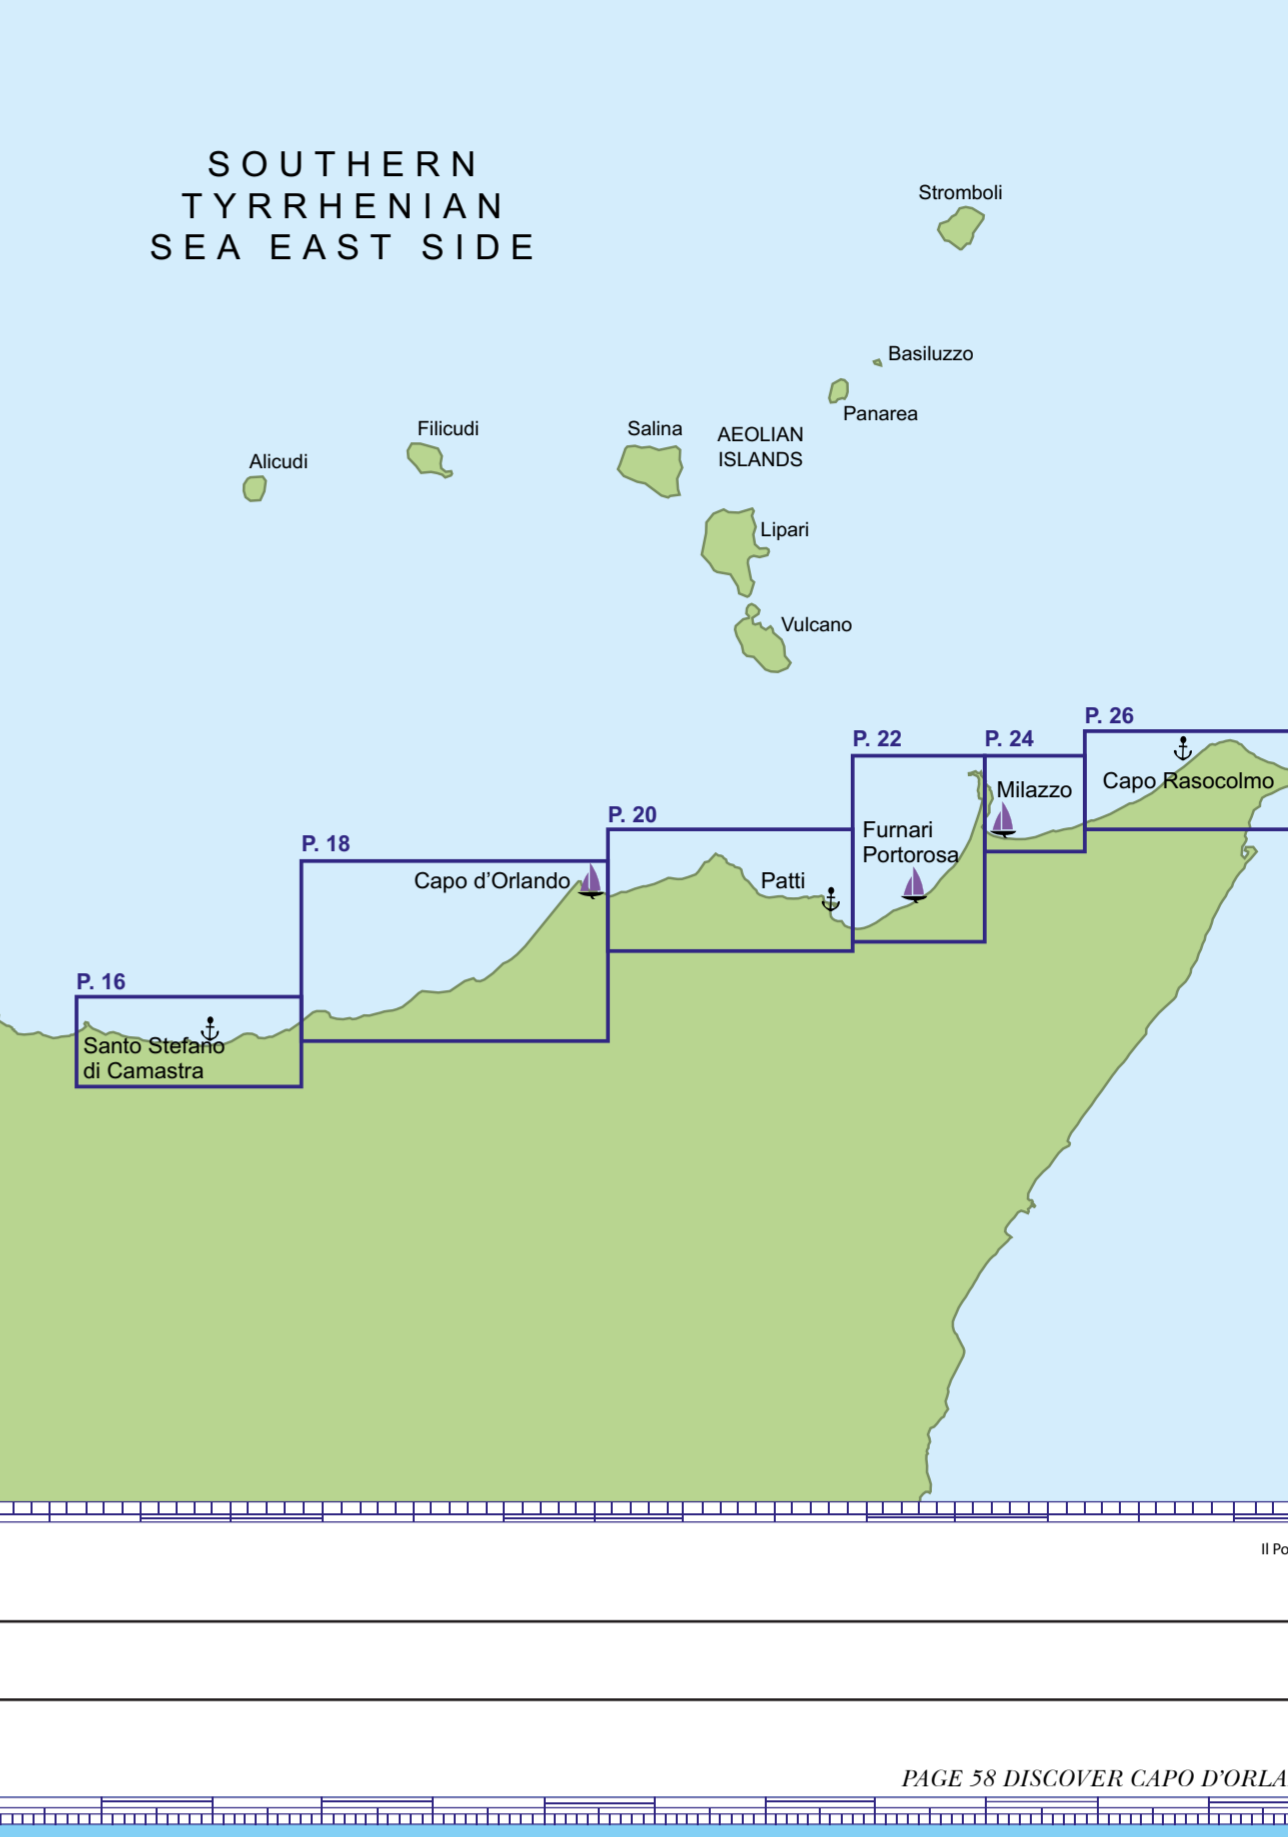 SOUTHERN
TYRRHENIAN
SEA EAST SIDE
Stromboli
Basiluzzo
Panarea
Filicudi
Salina
AEOLIAN
ISLANDS
Alicudi
Lipari
Vulcano
P. 26
P. 22
P. 24
Capo Rasocolmo
Milazzo
P. 20
Furnari
Portorosa
P. 18
Capo d'Orlando
Patti
P. 16
Santo Stefano
di Camastra
Il Po
PAGE 58 DISCOVER CAPO D'ORLA